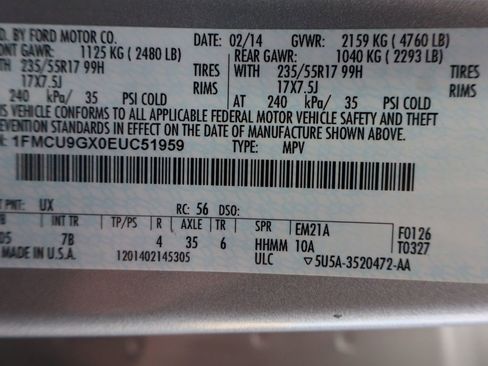 D. BY FORD MOTOR CO. DATE: 02/14 GVWR: 2159 KG (4760 LB)
ONT GAWR: 1125 KG (2480 LB) REAR GAWR: 1040 KG (2293 LB)
235/55R17 99H TIRES WITH 235/55R17 99H TIRES
17X7.5J RIMS 17X7.5J RIMS
240 kPa/ 35 PSI COLD AT 240 kPa/ 35 PSI COLD
IS VEHICLE CONFORMS TO ALL APPLICABLE FEDERAL MOTOR VEHICLE SAFETY AND THEFT
EVENTION STANDARDS IN EFFECT ON THE DATE OF MANUFACTURE SHOWN ABOVE.
N: 1FMCU9GX0EUC51959 TYPE: MPV
T PNT: UX RC: 56 DSO:
B INT TR TP/PS R AXLE TR SPR EM21A F0126
05 7B 4 35 6 HHMM 10A T0327
MADE IN U.S.A. 1201402145305 ULC ▽5U5A-3520472-AA